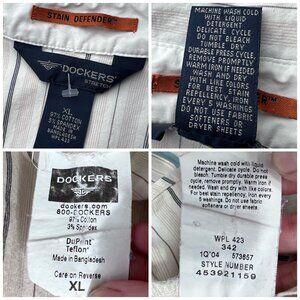 STAIN DEFENDER™
DOCKERS®
STRETCH
XL
97% COTTON
3% SPANDEX
MADE IN
BANGLADESH
WPL 423
MACHINE WASH COLD
WITH LIQUID
DETERGENT
DELICATE CYCLE
DO NOT BLEACH
TUMBLE DRY
DURABLE PRESS CYCLE.
REMOVE PROMPTLY
WARM IRON IF NEEDED
WASH AND DRY
WITH LIKE COLORS
FOR BEST STAIN
REPELLENCY, IRON
EVERY 5 WASHINGS
DO NOT USE FABRIC
SOFTENERS OR
DRYER SHEETS
STAIN DEFENDER
DOCKERS
dockers.com
800-DOCKERS
97% Cotton
3% Spandex
DuPont
Teflon®
Made in Bangladesh
Care on Reverse
XL
Machine wash cold with liquid
detergent. Delicate cycle. Do not
bleach. Tumble dry durable press
cycle, remove promptly. Warm iron if
needed. Wash and dry with like
colors. For best stain
repellency, iron every
5 washings. Do not use fabric
softeners or dryer sheets.
WPL 423
342
1Q'04 573657
STYLE NUMBER
453921159